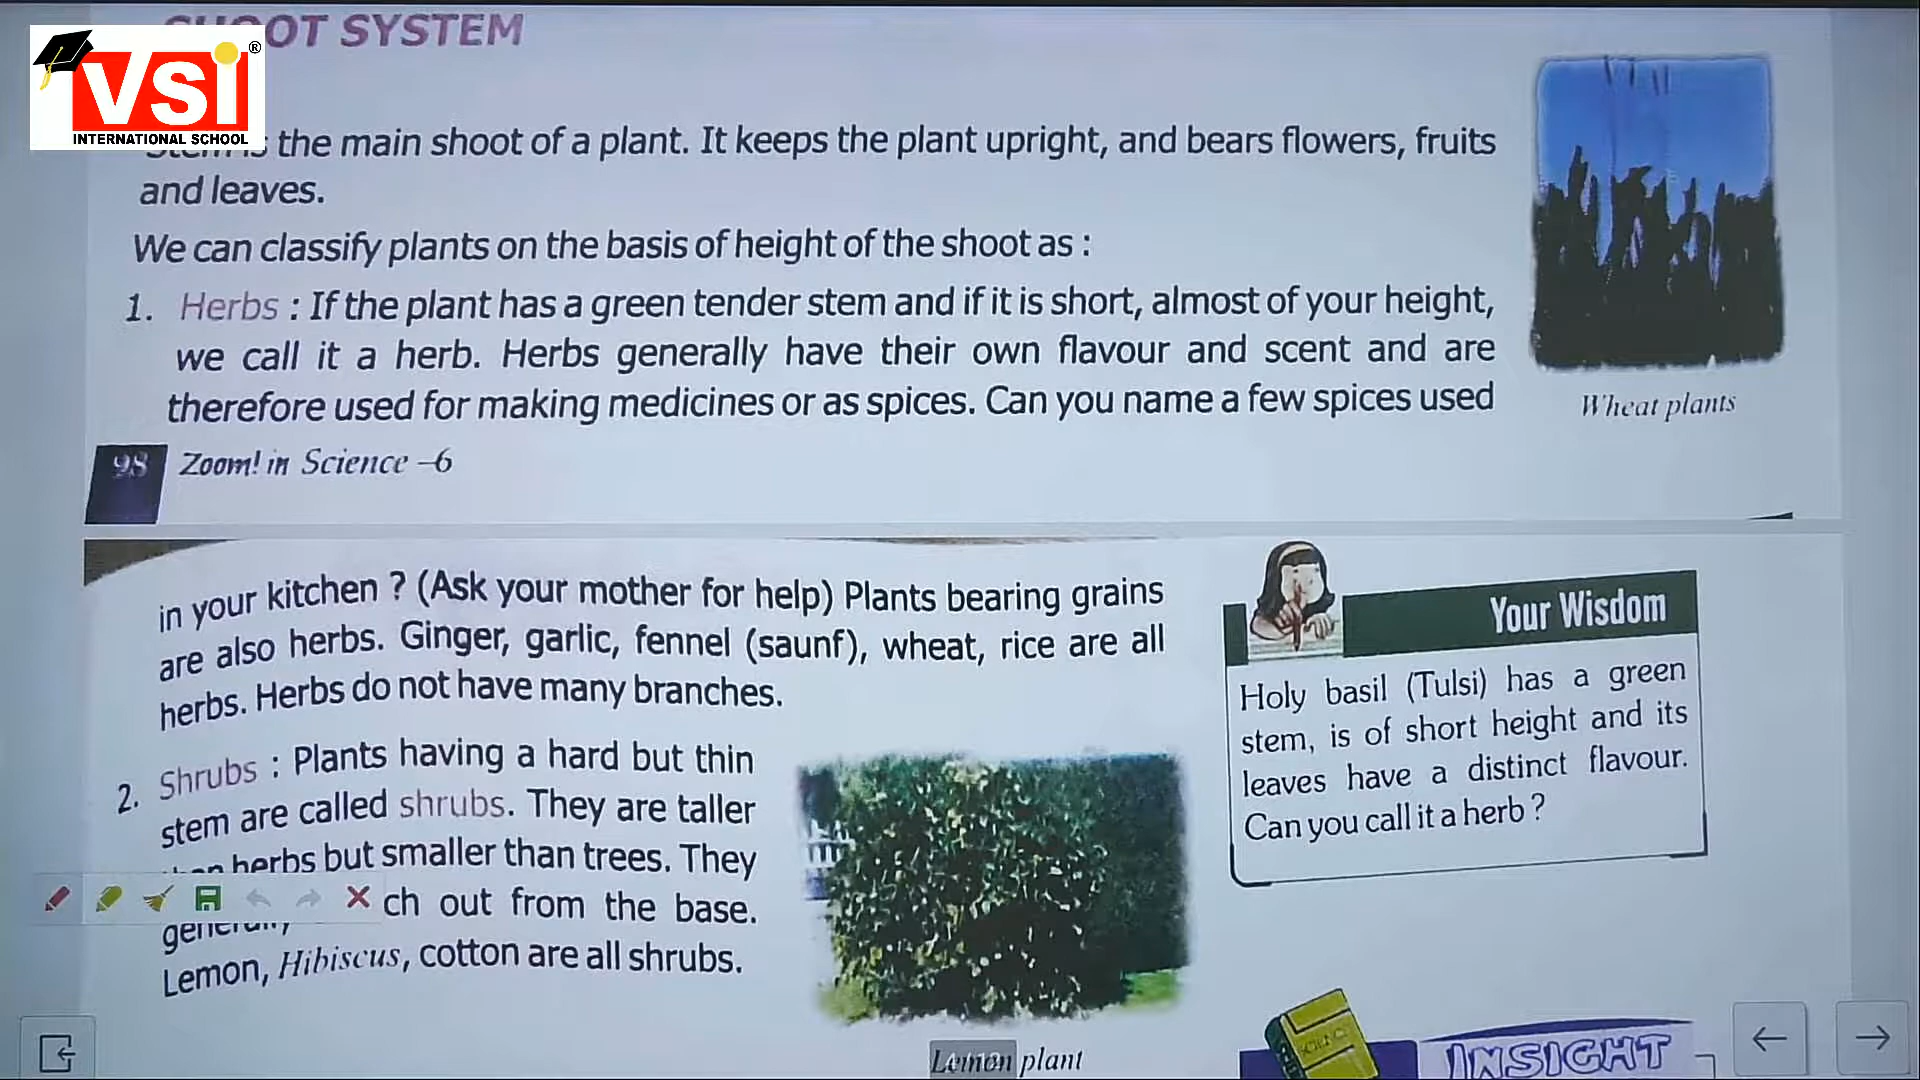 SHOOT SYSTEM
VSI®
INTERNATIONAL SCHOOL
Stem is the main shoot of a plant. It keeps the plant upright, and bears flowers, fruits
and leaves.
We can classify plants on the basis of height of the shoot as :
1. Herbs : If the plant has a green tender stem and if it is short, almost of your height,
we call it a herb. Herbs generally have their own flavour and scent and are
therefore used for making medicines or as spices. Can you name a few spices used
Wheat plants
98 Zoom! in Science –6
in your kitchen ? (Ask your mother for help) Plants bearing grains
are also herbs. Ginger, garlic, fennel (saunf), wheat, rice are all
herbs. Herbs do not have many branches.
2. Shrubs : Plants having a hard but thin
stem are called shrubs. They are taller
than herbs but smaller than trees. They
generally ch out from the base.
Lemon, Hibiscus, cotton are all shrubs.
Lemon plant
Your Wisdom
Holy basil (Tulsi) has a green
stem, is of short height and its
leaves have a distinct flavour.
Can you call it a herb ?
SCIENCE
INSIGHT